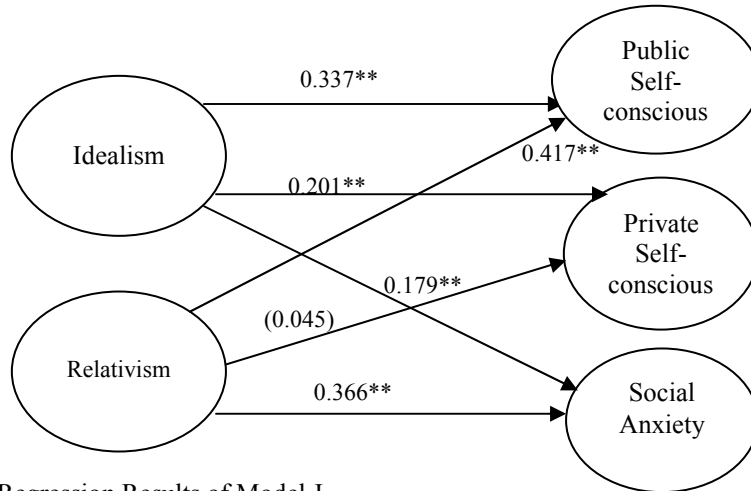 Public
Self-
conscious
0.337**
Idealism
0.417**
0.201**
Private
Self-
conscious
0.179**
(0.045)
Relativism
0.366**
Social
Anxiety
Regression Results of Model I